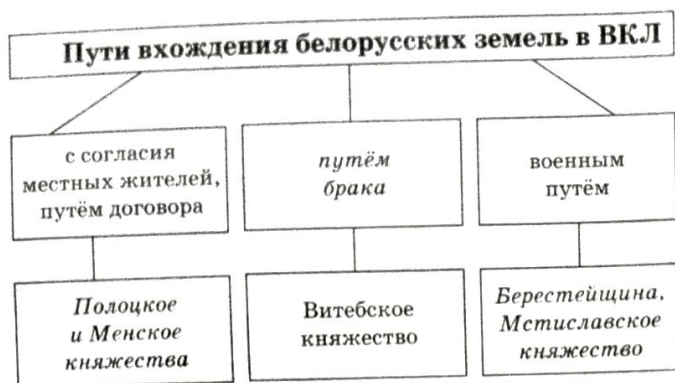 Пути вхождения белорусских земель в ВКЛ
с согласия
местных жителей,
путём договора
путём
брака
военным
путём
Полоцкое
и Менское
княжества
Витебское
княжество
Берестейщина,
Мстиславское
княжество